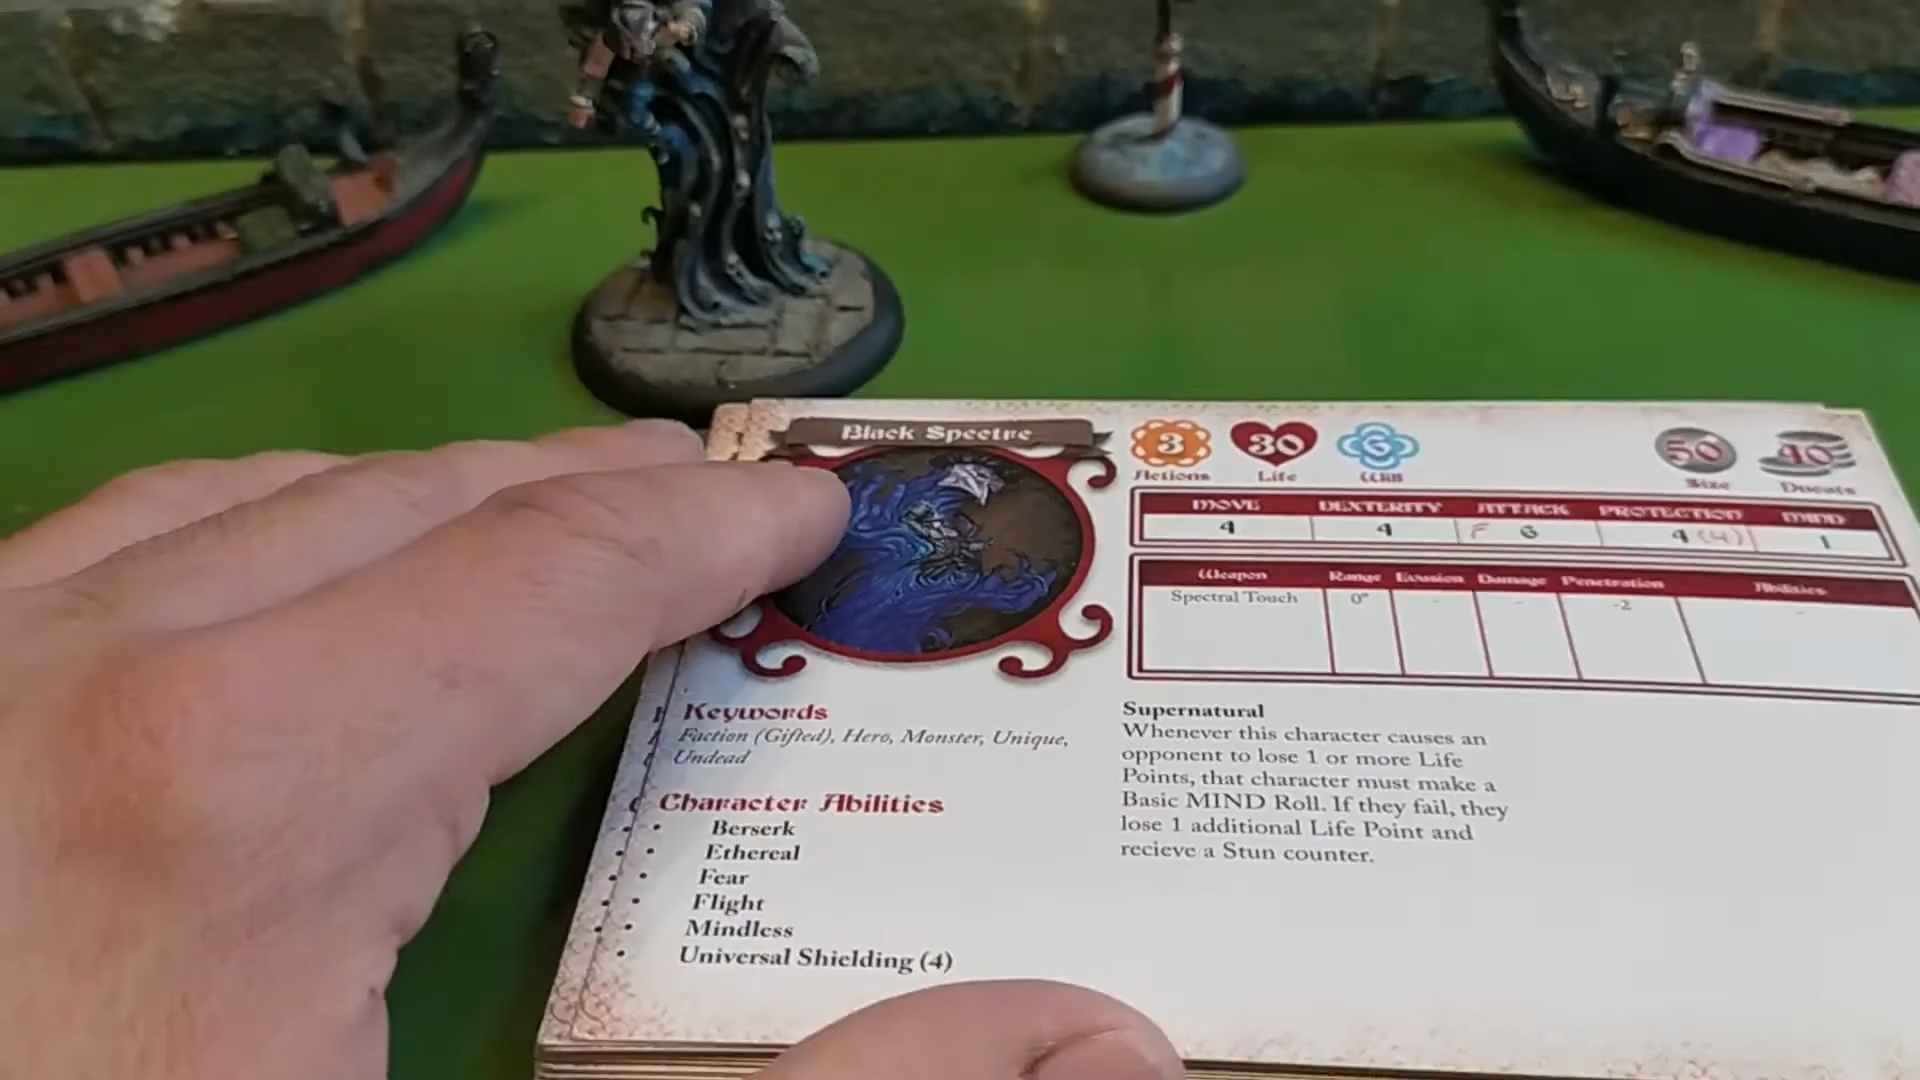 Black Spectre
3
Actions
30
Life
Will
50
Size
40
Ducats
MOVE DEXTERITY ATTACK PROTECTION MIND
4 4 F 6 4 (4) 1
Weapon Range Evasion Damage Penetration Abilities
Spectral Touch 0" - - -2 -
Keywords
Faction (Gifted), Hero, Monster, Unique,
Undead
Character Abilities
• Berserk
• Ethereal
• Fear
• Flight
• Mindless
• Universal Shielding (4)
Supernatural
Whenever this character causes an
opponent to lose 1 or more Life
Points, that character must make a
Basic MIND Roll. If they fail, they
lose 1 additional Life Point and
recieve a Stun counter.